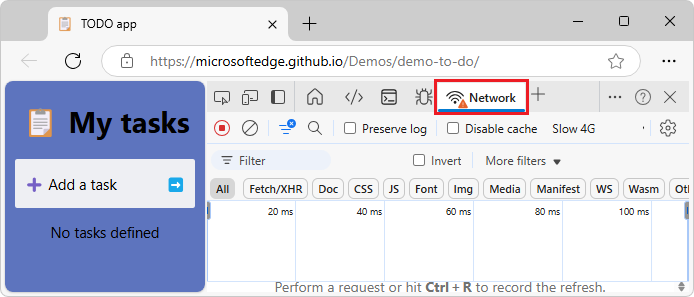 TODO app
https://microsoftedge.github.io/Demos/demo-to-do/
My tasks
Add a task
No tasks defined
Network
Preserve log
Disable cache
Slow 4G
Filter
Invert
More filters
All
Fetch/XHR
Doc
CSS
JS
Font
Img
Media
Manifest
WS
Wasm
20 ms
40 ms
60 ms
80 ms
100 ms
Perform a request or hit Ctrl + R to record the refresh.